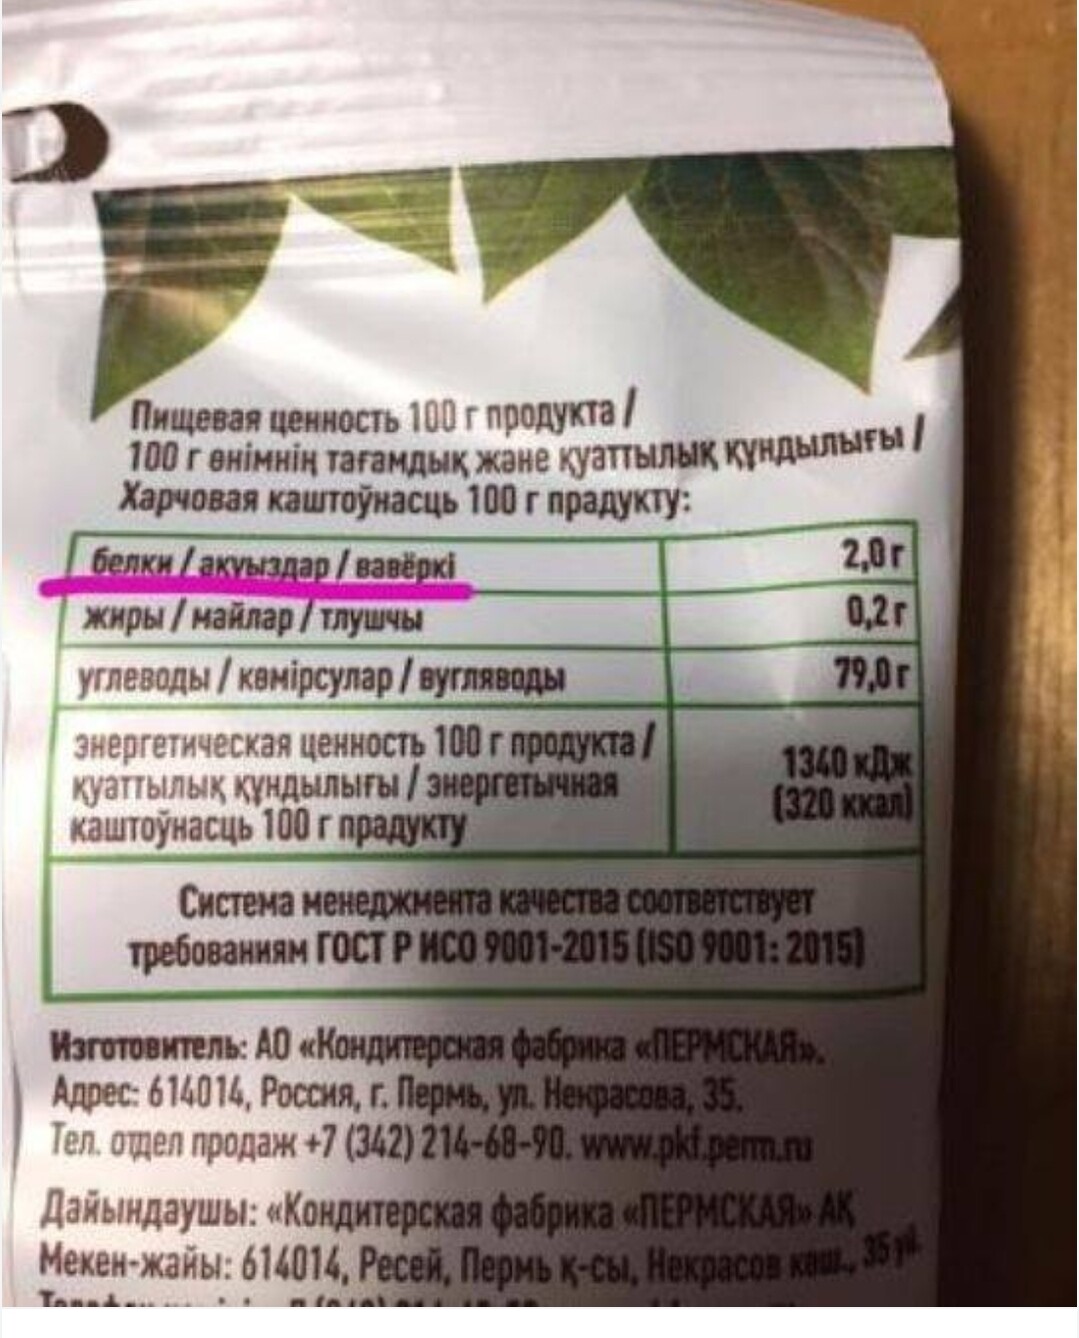 Пищевая ценность 100 г продукта /
100 г өнімнің тағамдық және қуаттылық құндылығы /
Харчовая каштоўнасць 100 г прадукту:
белки / ақуыздар / вавёркі 2,0 г
жиры / майлар / тлушчы 0,2 г
углеводы / көмірсулар / вугляводы 79,0 г
энергетическая ценность 100 г продукта /
қуаттылық құндылығы / энергетычная
каштоўнасць 100 г прадукту
1340 кДж
(320 ккал)
Система менеджмента качества соответствует
требованиям ГОСТ Р ИСО 9001-2015 (ISO 9001: 2015)
Изготовитель: АО «Кондитерская фабрика «ПЕРМСКАЯ».
Адрес: 614014, Россия, г. Пермь, ул. Некрасова, 35.
Тел. отдел продаж +7 (342) 214-68-90. www.pkf.perm.ru
Дайындаушы: «Кондитерская фабрика «ПЕРМСКАЯ» АҚ
Мекен-жайы: 614014, Ресей, Пермь қ-сы, Некрасов көш., 35 үй.